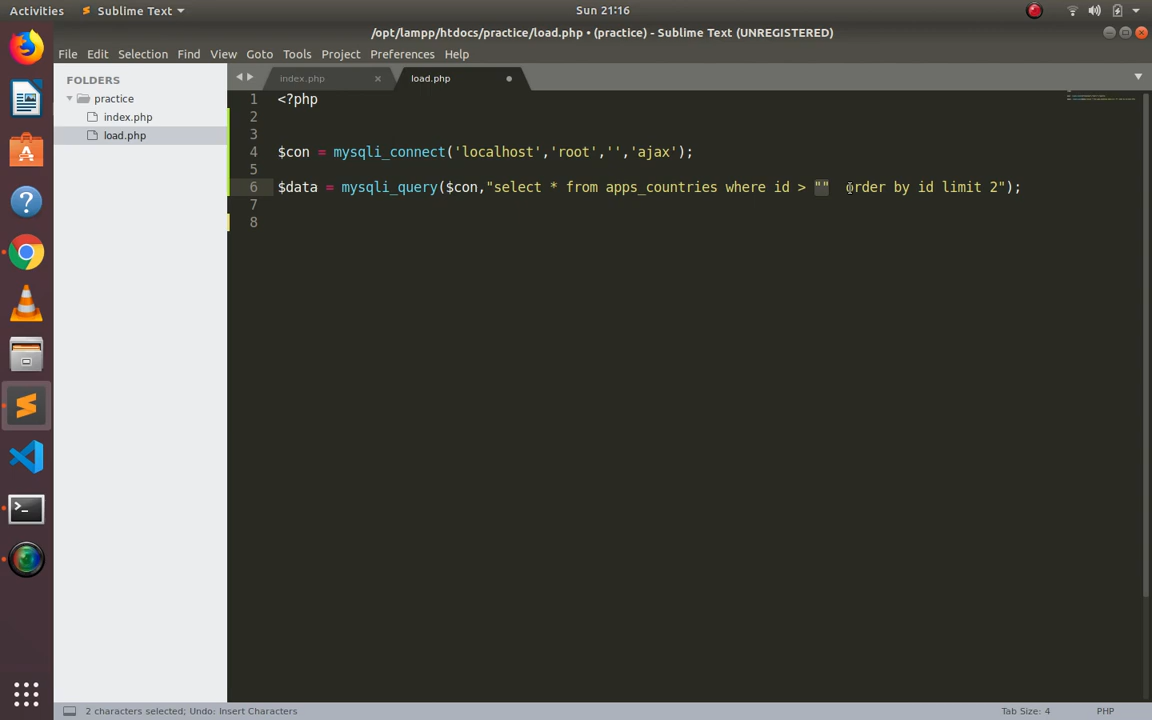 Activities Sublime Text Sun 21:16
/opt/lampp/htdocs/practice/load.php • (practice) - Sublime Text (UNREGISTERED)
File Edit Selection Find View Goto Tools Project Preferences Help
FOLDERS
practice
index.php
load.php
index.php load.php
1 <?php
2
3
4 $con = mysqli_connect('localhost','root','','ajax');
5
6 $data = mysqli_query($con,"select * from apps_countries where id > "" order by id limit 2");
7
8
2 characters selected; Undo: Insert Characters Tab Size: 4 PHP